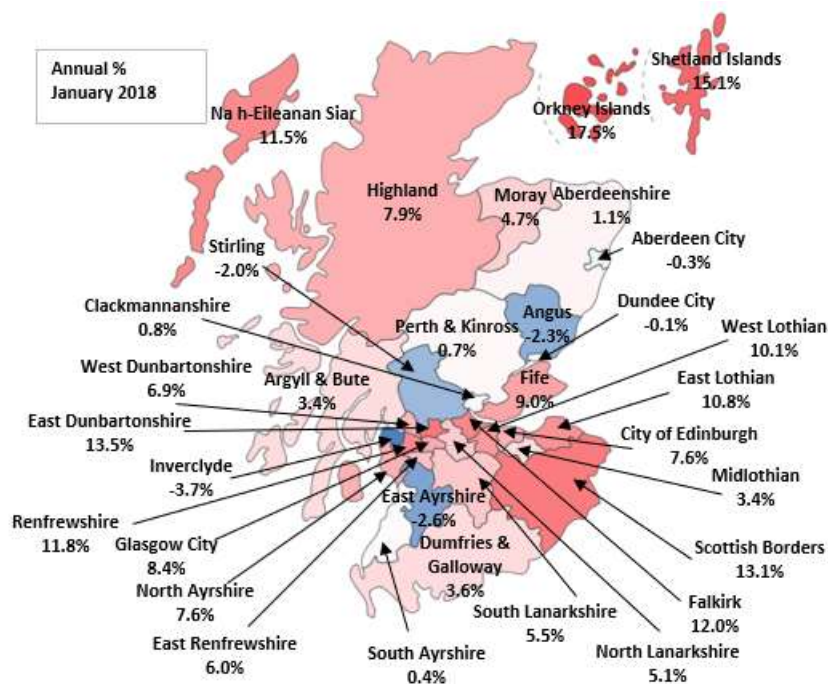 Annual %
January 2018
Shetland Islands
15.1%
Orkney Islands
17.5%
Na h-Eileanan Siar
11.5%
Highland
7.9%
Moray
4.7%
Aberdeenshire
1.1%
Aberdeen City
-0.3%
Stirling
-2.0%
Clackmannanshire
0.8%
Perth & Kinross
0.7%
Angus
-2.3%
Dundee City
-0.1%
West Lothian
10.1%
West Dunbartonshire
6.9%
Argyll & Bute
3.4%
Fife
9.0%
East Lothian
10.8%
East Dunbartonshire
13.5%
City of Edinburgh
7.6%
Inverclyde
-3.7%
Midlothian
3.4%
East Ayrshire
-2.6%
Renfrewshire
11.8%
Glasgow City
8.4%
Dumfries &
Galloway
3.6%
Scottish Borders
13.1%
North Ayrshire
7.6%
South Lanarkshire
5.5%
Falkirk
12.0%
East Renfrewshire
6.0%
South Ayrshire
0.4%
North Lanarkshire
5.1%